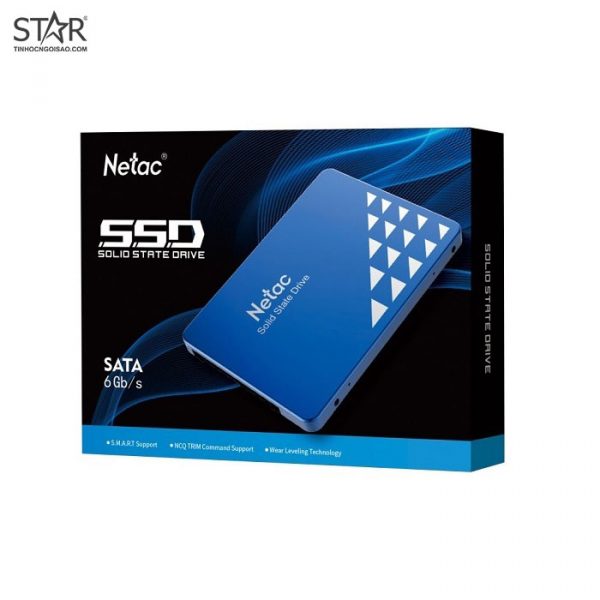 STAR®
TINHOCNGOISAO.COM
Netac®
SSD
SOLID STATE DRIVE
SATA
6Gb/s
• S.M.A.R.T Support • NCQ TRIM Command Support • Wear Leveling Technology
Netac
Solid State Drive
SOLID STATE DRIVE